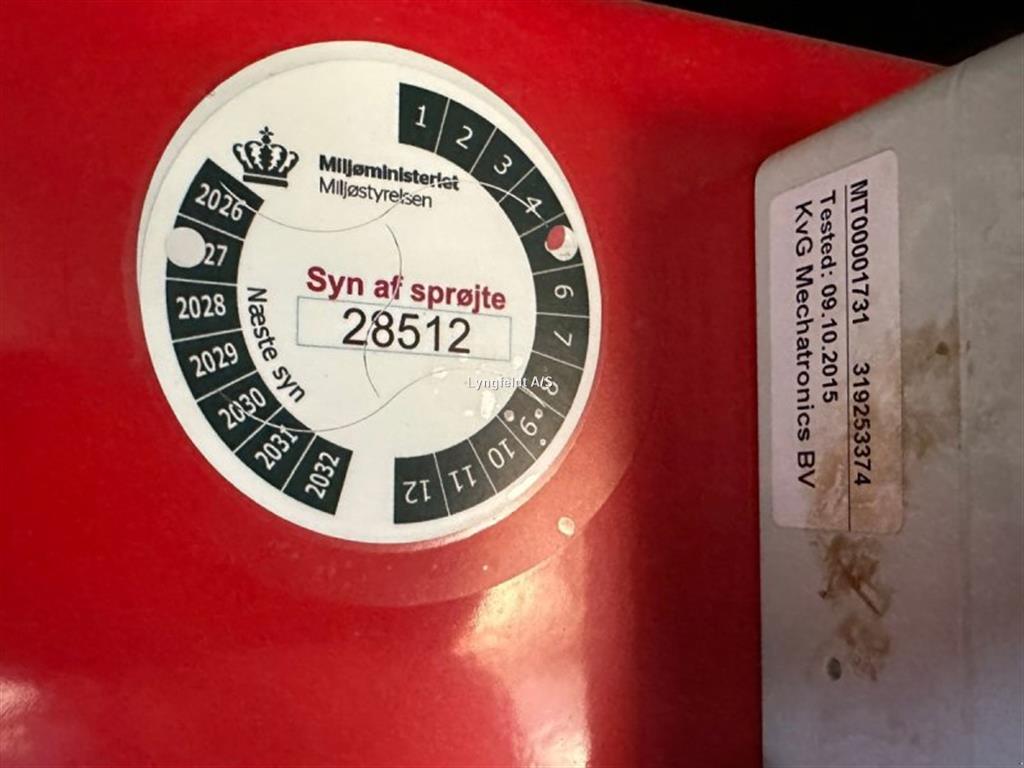 Miljøministeriet
Miljøstyrelsen
1
2
3
4
6
7
8
9
10
11
12
2026
27
2028
2029
2030
2031
2032
Næste syn
Syn af sprøjte
28512
Lyngfeldt A/S
MT00001731 319253374
Tested: 09.10.2015
KvG Mechatronics BV